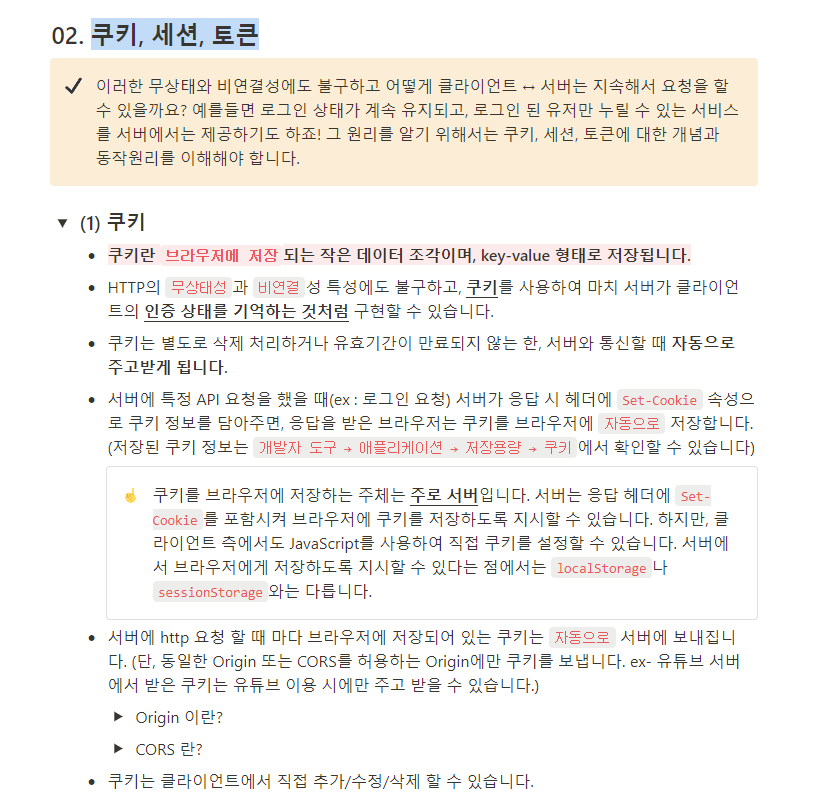 02. 쿠키, 세션, 토큰
이러한 무상태와 비연결성에도 불구하고 어떻게 클라이언트 ↔ 서버는 지속해서 요청을 할
수 있을까요? 예를들면 로그인 상태가 계속 유지되고, 로그인 된 유저만 누릴 수 있는 서비스
를 서버에서는 제공하기도 하죠! 그 원리를 알기 위해서는 쿠키, 세션, 토큰에 대한 개념과
동작원리를 이해해야 합니다.
(1) 쿠키
쿠키란 브라우저에 저장 되는 작은 데이터 조각이며, key-value 형태로 저장됩니다.
HTTP의 무상태성 과 비연결 성 특성에도 불구하고, 쿠키를 사용하여 마치 서버가 클라이언
트의 인증 상태를 기억하는 것처럼 구현할 수 있습니다.
쿠키는 별도로 삭제 처리하거나 유효기간이 만료되지 않는 한, 서버와 통신할 때 자동으로
주고받게 됩니다.
서버에 특정 API 요청을 했을 때(ex : 로그인 요청) 서버가 응답 시 헤더에 Set-Cookie 속성으
로 쿠키 정보를 담아주면, 응답을 받은 브라우저는 쿠키를 브라우저에 자동으로 저장합니다.
(저장된 쿠키 정보는 개발자 도구 → 애플리케이션 → 저장용량 → 쿠키 에서 확인할 수 있습니다)
쿠키를 브라우저에 저장하는 주체는 주로 서버입니다. 서버는 응답 헤더에 Set-
Cookie 를 포함시켜 브라우저에 쿠키를 저장하도록 지시할 수 있습니다. 하지만, 클
라이언트 측에서도 JavaScript를 사용하여 직접 쿠키를 설정할 수 있습니다. 서버에
서 브라우저에게 저장하도록 지시할 수 있다는 점에서는 localStorage 나
sessionStorage 와는 다릅니다.
서버에 http 요청 할 때 마다 브라우저에 저장되어 있는 쿠키는 자동으로 서버에 보내집니
다. (단, 동일한 Origin 또는 CORS를 허용하는 Origin에만 쿠키를 보냅니다. ex- 유튜브 서버
에서 받은 쿠키는 유튜브 이용 시에만 주고 받을 수 있습니다.)
Origin 이란?
CORS 란?
쿠키는 클라이언트에서 직접 추가/수정/삭제 할 수 있습니다.